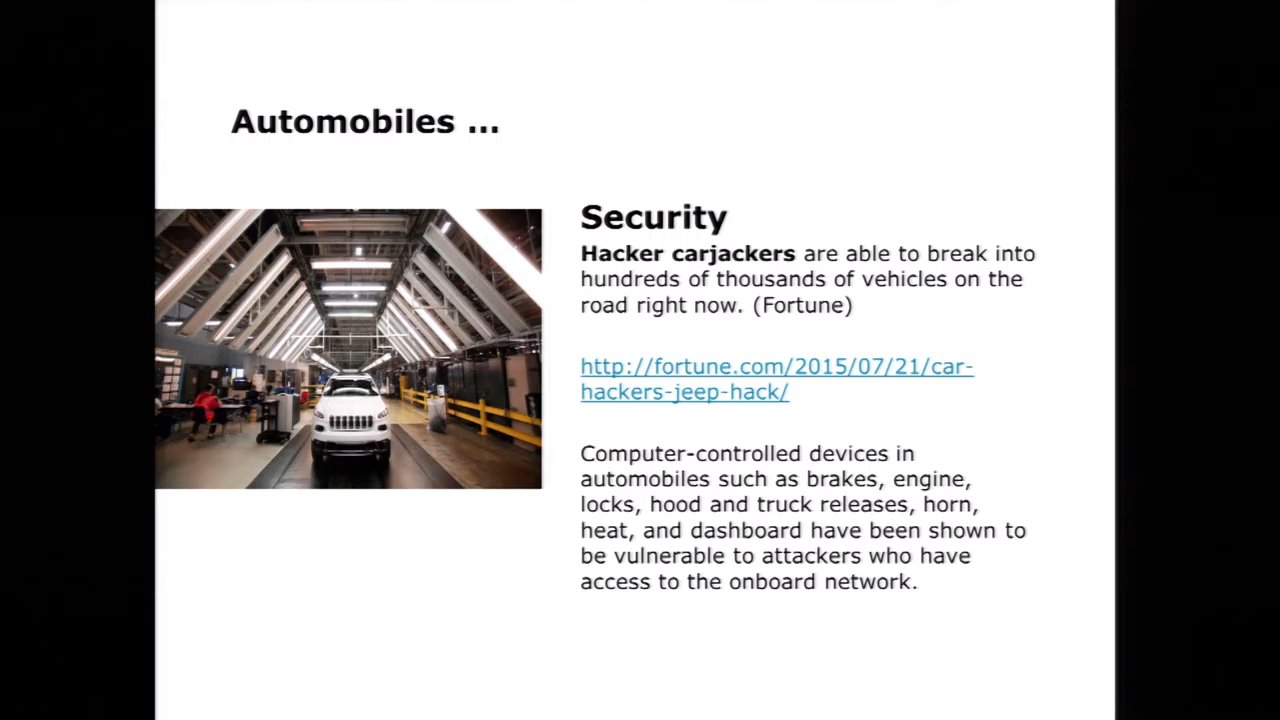 Automobiles ...
Security
Hacker carjackers are able to break into
hundreds of thousands of vehicles on the
road right now. (Fortune)
http://fortune.com/2015/07/21/car-
hackers-jeep-hack/
Computer-controlled devices in
automobiles such as brakes, engine,
locks, hood and truck releases, horn,
heat, and dashboard have been shown to
be vulnerable to attackers who have
access to the onboard network.